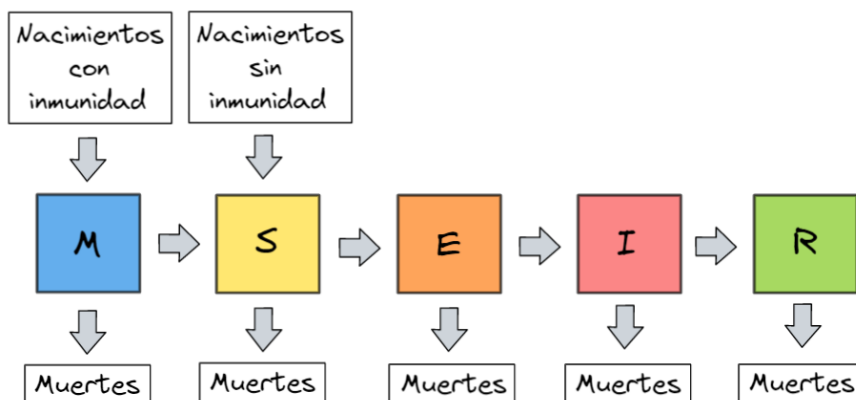 Nacimientos
con
inmunidad
Nacimientos
sin
inmunidad
M
S
E
I
R
Muertes
Muertes
Muertes
Muertes
Muertes